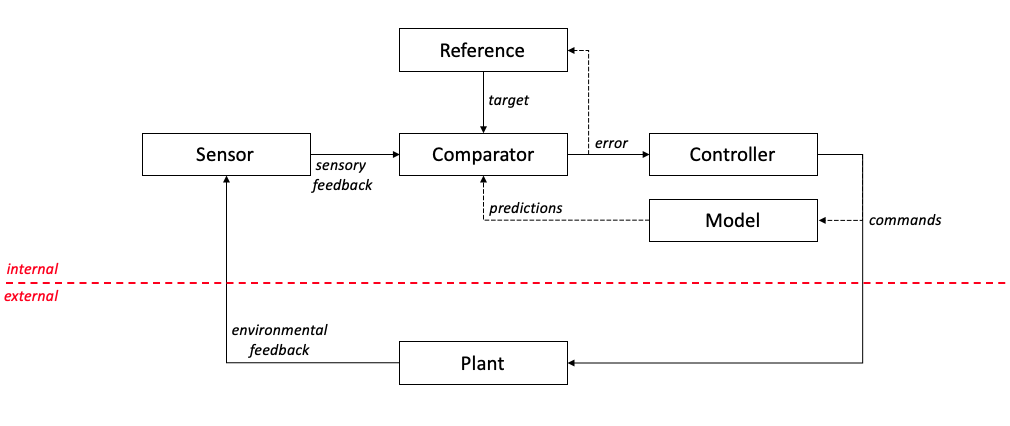 Reference
target
Sensor
sensory
feedback
Comparator
error
Controller
predictions
Model
commands
internal
external
environmental
feedback
Plant